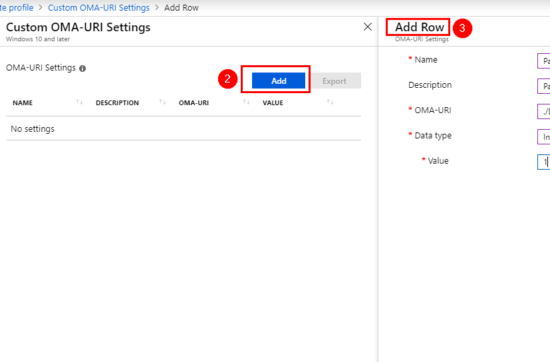 te profile > Custom OMA-URI Settings > Add Row
Custom OMA-URI Settings
Windows 10 and later
OMA-URI Settings
2
Add
Export
NAME DESCRIPTION OMA-URI VALUE
No settings
Add Row
3
OMA-URI Settings
* Name
Pa
Description
Pa
* OMA-URI
* Data type
In
* Value
1